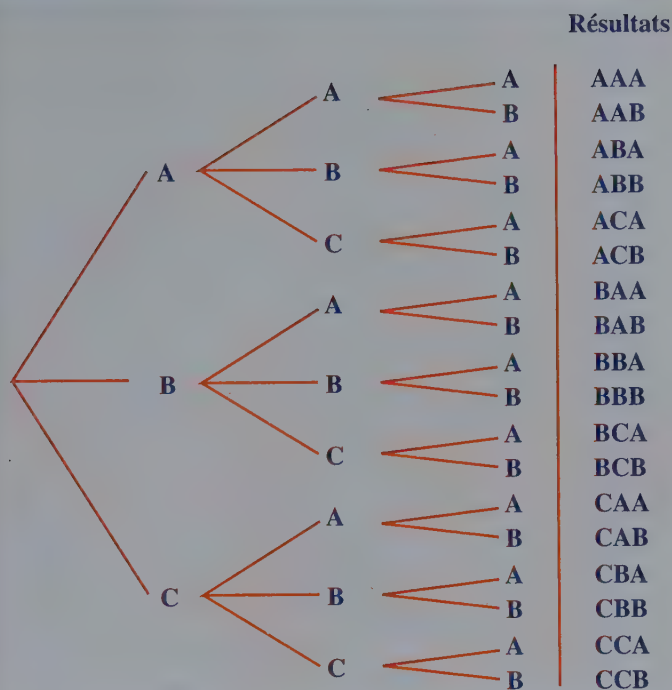 Résultats
A AAA
A B AAB
A ABA
A B B ABB
A ACA
C B ACB
A BAA
A B BAB
A BBA
B B B BBB
A BCA
C B BCB
A CAA
A B CAB
A CBA
C B B CBB
A CCA
C B CCB